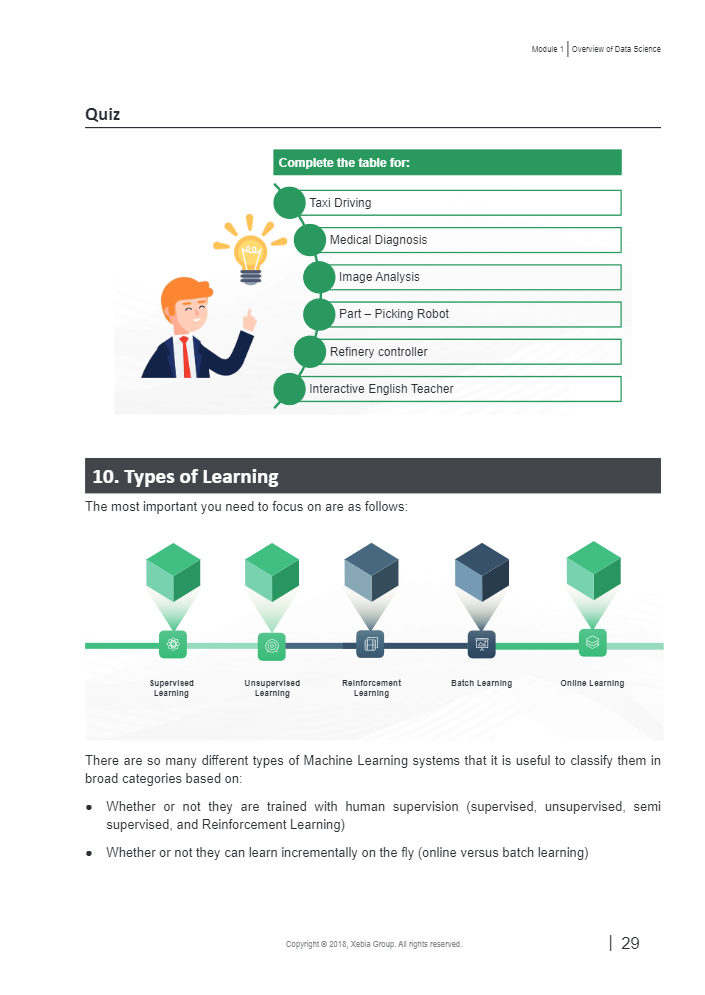 Module 1 | Overview of Data Science
Quiz
Complete the table for:
Taxi Driving
Medical Diagnosis
Image Analysis
Part – Picking Robot
Refinery controller
Interactive English Teacher
10. Types of Learning
The most important you need to focus on are as follows:
Supervised
Learning
Unsupervised
Learning
Reinforcement
Learning
Batch Learning
Online Learning
There are so many different types of Machine Learning systems that it is useful to classify them in
broad categories based on:
● Whether or not they are trained with human supervision (supervised, unsupervised, semi
supervised, and Reinforcement Learning)
● Whether or not they can learn incrementally on the fly (online versus batch learning)
Copyright © 2018, Xebia Group. All rights reserved.
| 29